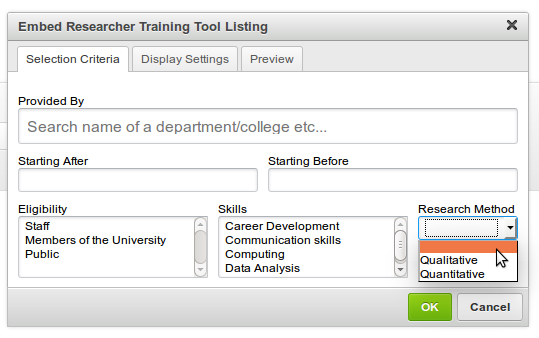 Embed Researcher Training Tool Listing
Selection Criteria
Display Settings
Preview
Provided By
Search name of a department/college etc...
Starting After
Starting Before
Eligibility
Skills
Research Method
Staff
Members of the University
Public
Career Development
Communication skills
Computing
Data Analysis
Qualitative
Quantitative
OK
Cancel